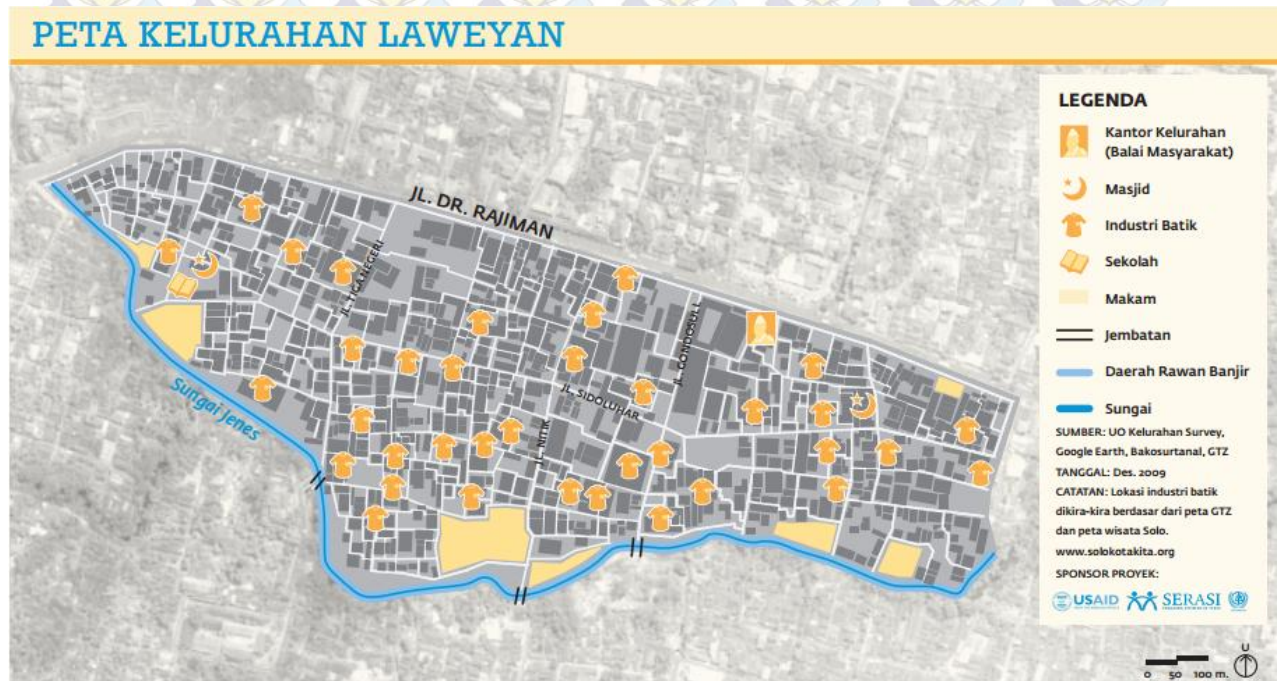 PETA KELURAHAN LAWEYAN
JL. DR. RAJIMAN
JL. TIGA NEGERI
JL. GONDOSULI
JL. SIDOLUHAR
JL. NITIK
Sungai Jenes
LEGENDA
Kantor Kelurahan
(Balai Masyarakat)
Masjid
Industri Batik
Sekolah
Makam
Jembatan
Daerah Rawan Banjir
Sungai
SUMBER: UO Kelurahan Survey,
Google Earth, Bakosurtanal, GTZ
TANGGAL: Des. 2009
CATATAN: Lokasi industri batik
dikira-kira berdasar dari peta GTZ
dan peta wisata Solo.
www.solokotakita.org
SPONSOR PROYEK:
USAID SERASI
U
0 50 100 m.